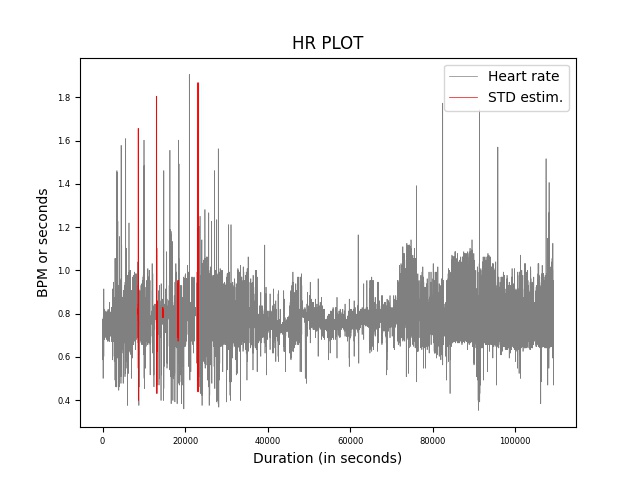 HR PLOT
Heart rate
STD estim.
BPM or seconds
1.8
1.6
1.4
1.2
1.0
0.8
0.6
0.4
0 20000 40000 60000 80000 100000
Duration (in seconds)